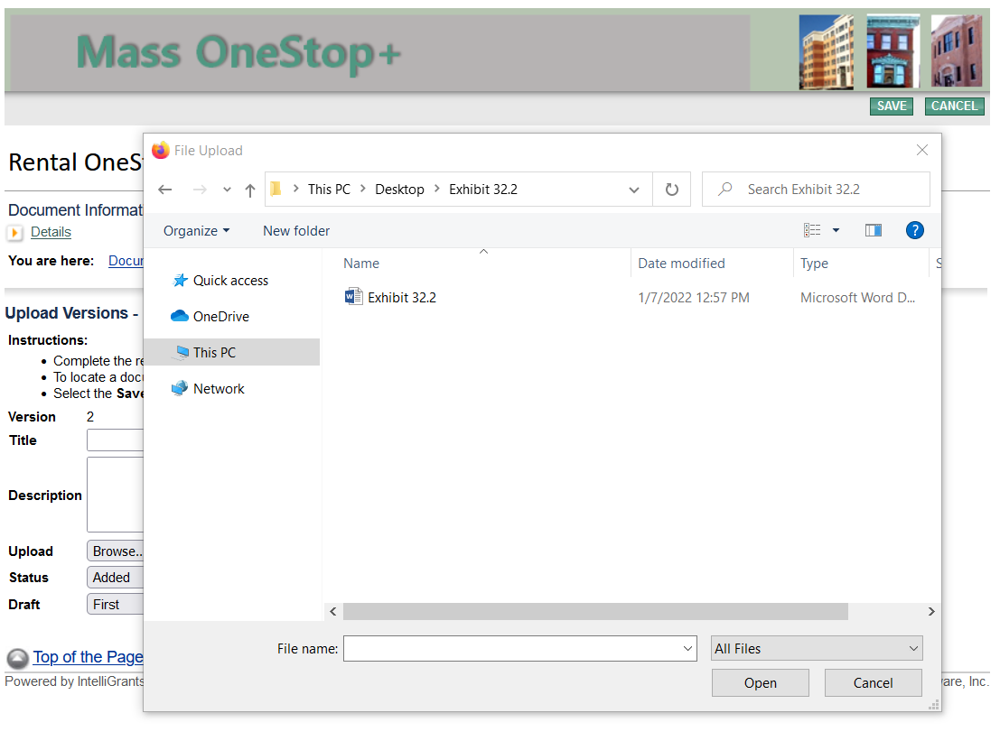 Mass OneStop+
SAVE CANCEL
Rental OneS
Document Informat
Details
You are here: Docur
Upload Versions -
Instructions:
• Complete the re
• To locate a docu
• Select the Save
Version 2
Title
Description
Upload Browse..
Status Added
Draft First
Top of the Page
Powered by IntelliGrants
ware, Inc.
File Upload
This PC > Desktop > Exhibit 32.2
Search Exhibit 32.2
Organize New folder
?
Name Date modified Type S
Quick access
OneDrive
This PC
Network
Exhibit 32.2 1/7/2022 12:57 PM Microsoft Word D...
File name: All Files
Open Cancel